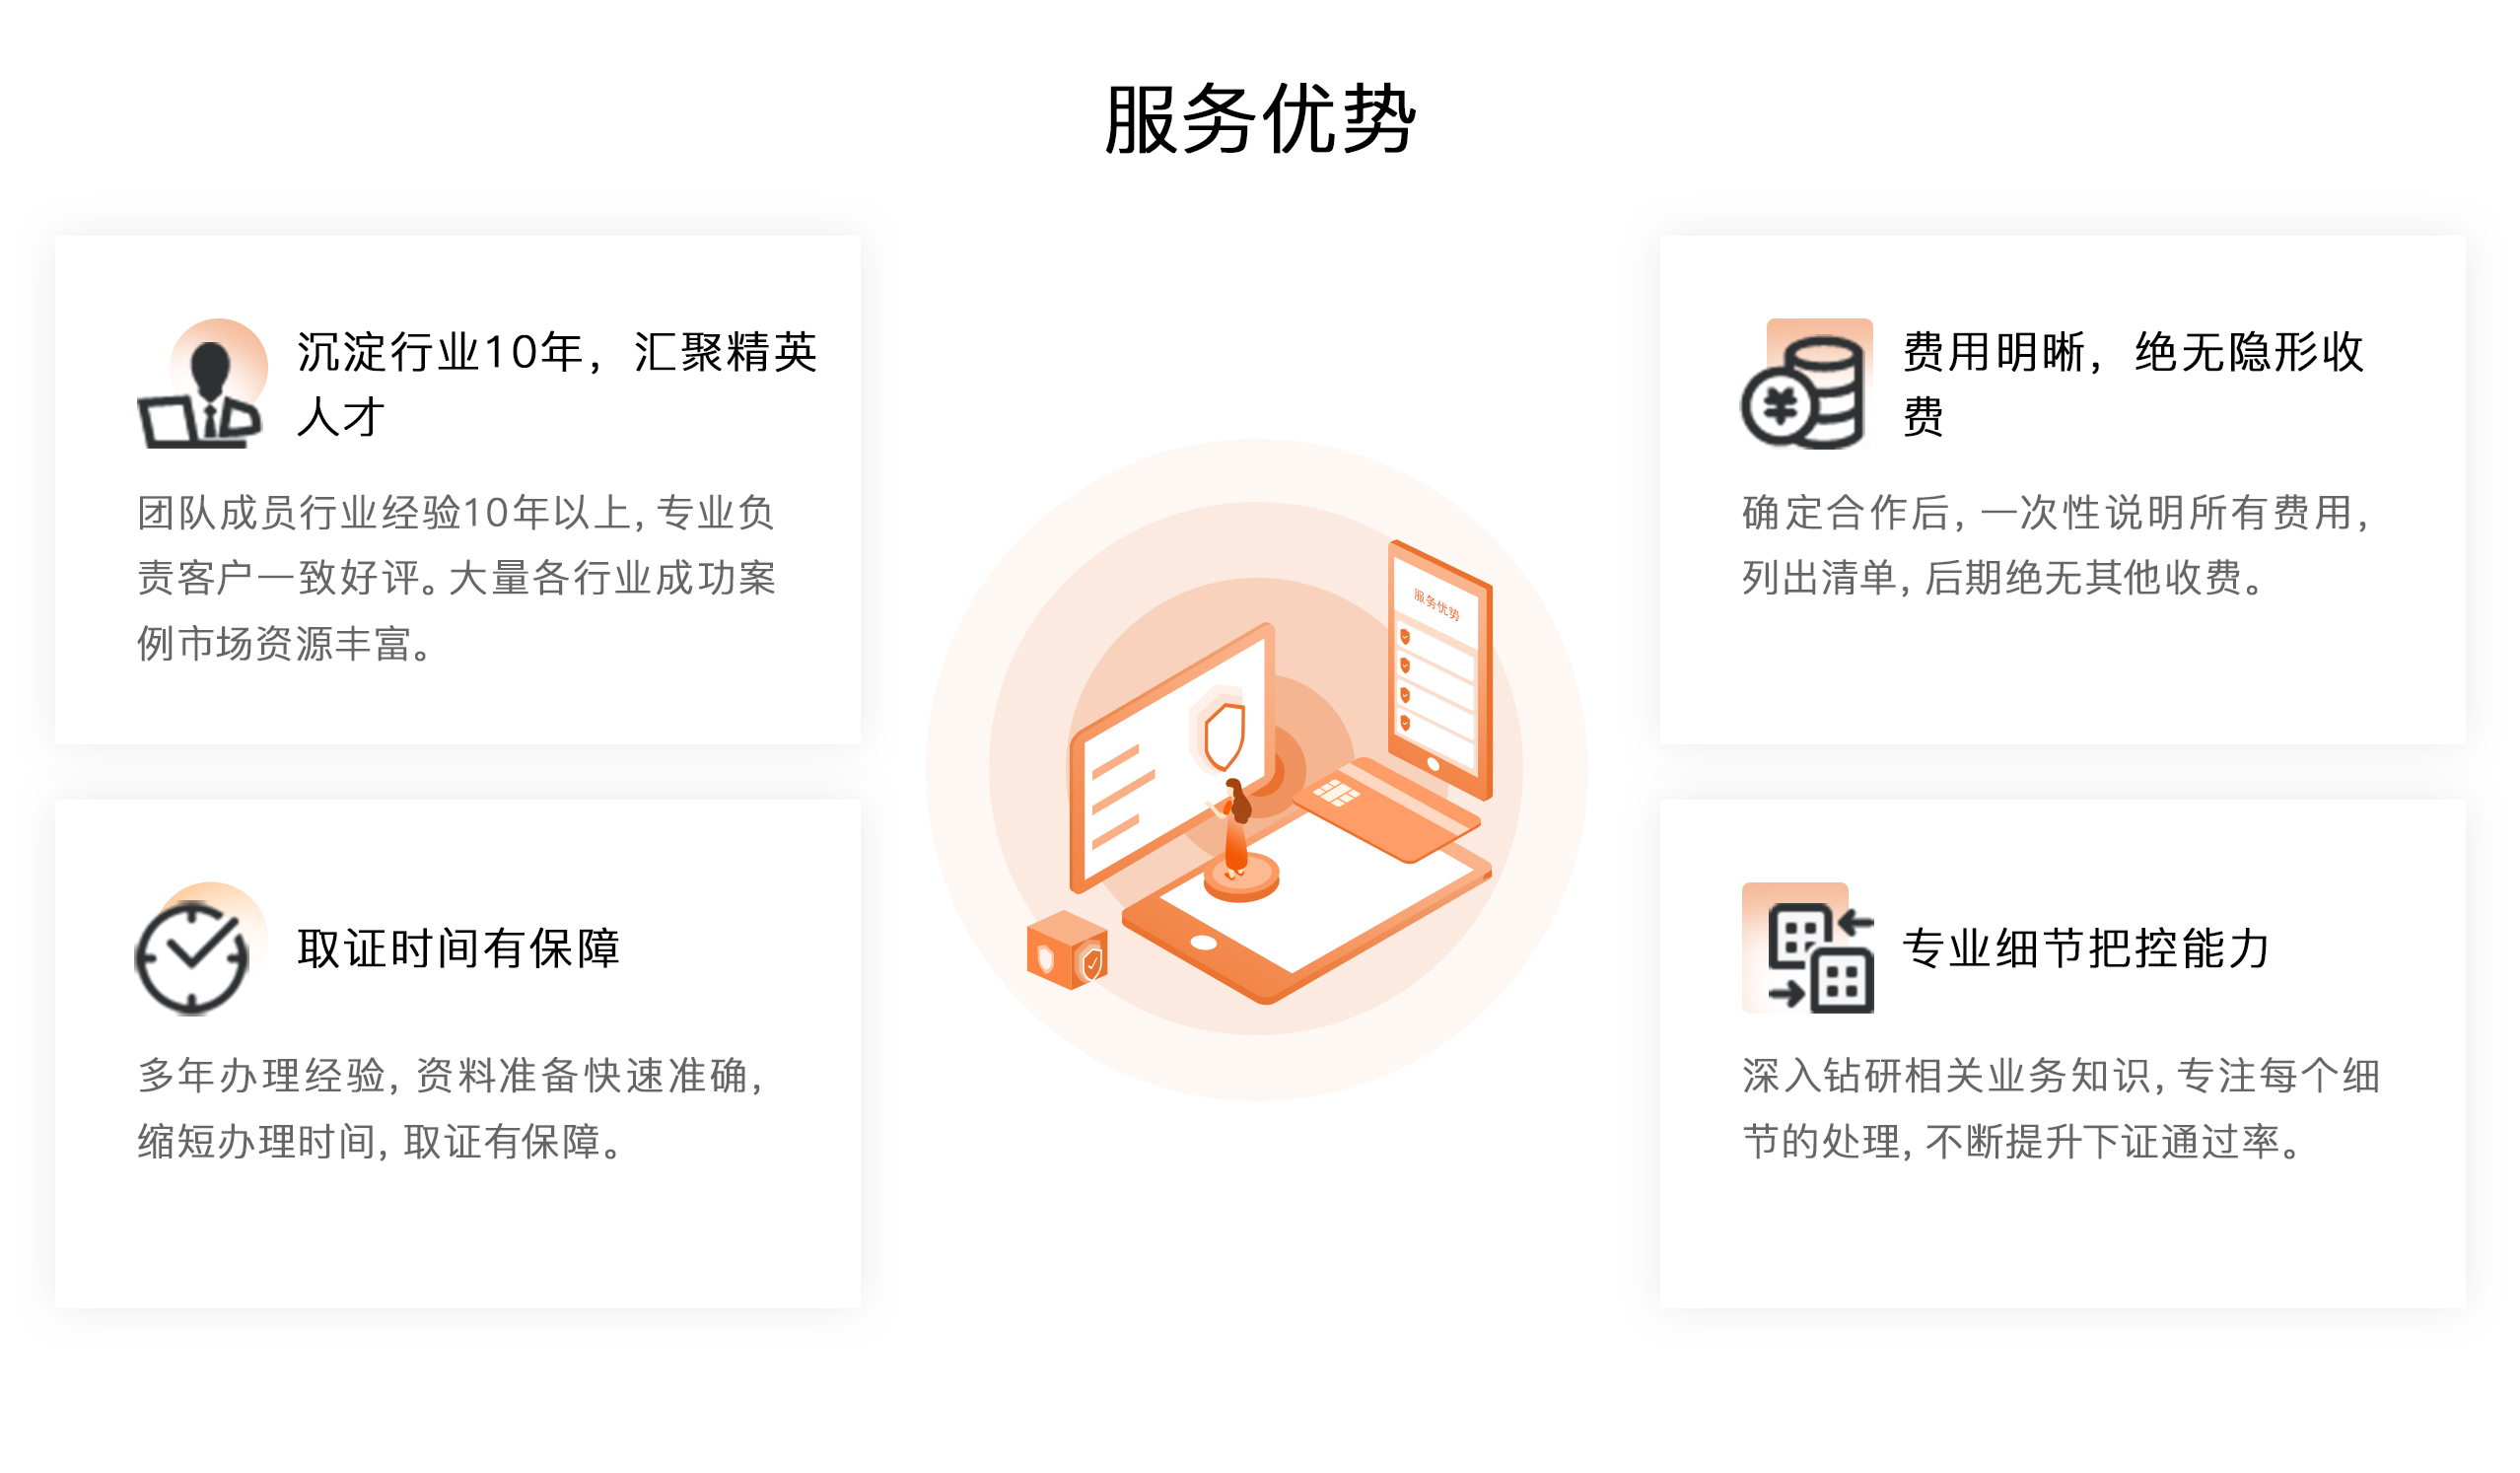 服务优势
沉淀行业10年，汇聚精英
人才
团队成员行业经验10年以上，专业负
责客户一致好评。大量各行业成功案
例市场资源丰富。
费用明晰，绝无隐形收
费
确定合作后，一次性说明所有费用，
列出清单，后期绝无其他收费。
服务优势
取证时间有保障
多年办理经验，资料准备快速准确，
缩短办理时间，取证有保障。
专业细节把控能力
深入钻研相关业务知识，专注每个细
节的处理，不断提升下证通过率。